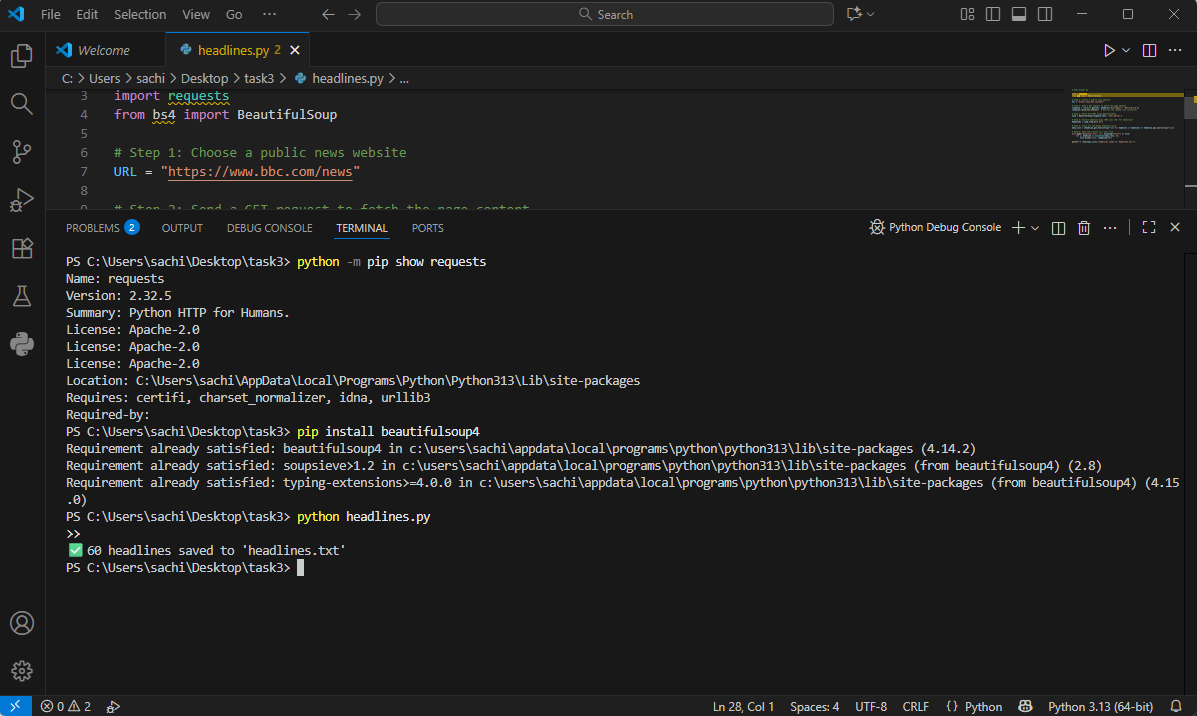 File Edit Selection View Go ··· Search
Welcome headlines.py 2
C: > Users > sachi > Desktop > task3 > headlines.py > ...
3 import requests
4 from bs4 import BeautifulSoup
5
6 # Step 1: Choose a public news website
7 URL = "https://www.bbc.com/news"
8
9 # Step 2: Send a GET request to fetch the page content
PROBLEMS 2 OUTPUT DEBUG CONSOLE TERMINAL PORTS Python Debug Console
PS C:\Users\sachi\Desktop\task3> python -m pip show requests
Name: requests
Version: 2.32.5
Summary: Python HTTP for Humans.
License: Apache-2.0
License: Apache-2.0
License: Apache-2.0
Location: C:\Users\sachi\AppData\Local\Programs\Python\Python313\Lib\site-packages
Requires: certifi, charset_normalizer, idna, urllib3
Required-by:
PS C:\Users\sachi\Desktop\task3> pip install beautifulsoup4
Requirement already satisfied: beautifulsoup4 in c:\users\sachi\appdata\local\programs\python\python313\lib\site-packages (4.14.2)
Requirement already satisfied: soupsieve>1.2 in c:\users\sachi\appdata\local\programs\python\python313\lib\site-packages (from beautifulsoup4) (2.8)
Requirement already satisfied: typing-extensions>=4.0.0 in c:\users\sachi\appdata\local\programs\python\python313\lib\site-packages (from beautifulsoup4) (4.15
.0)
PS C:\Users\sachi\Desktop\task3> python headlines.py
>>
✅ 60 headlines saved to 'headlines.txt'
PS C:\Users\sachi\Desktop\task3>
0 2 Ln 28, Col 1 Spaces: 4 UTF-8 CRLF {} Python Python 3.13 (64-bit)